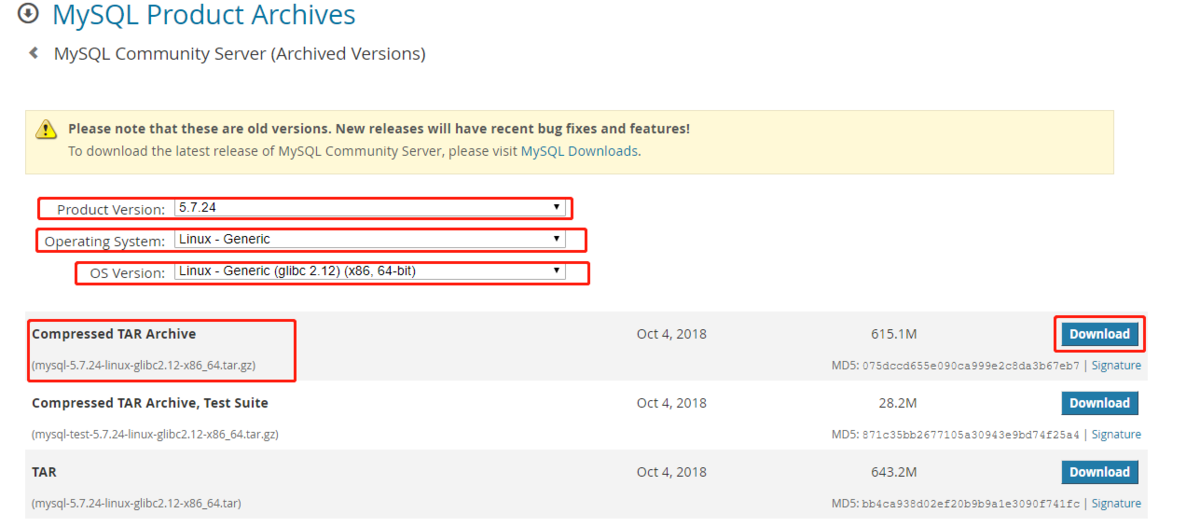 MySQL Product Archives
MySQL Community Server (Archived Versions)
Please note that these are old versions. New releases will have recent bug fixes and features!
To download the latest release of MySQL Community Server, please visit MySQL Downloads.
Product Version: 5.7.24
Operating System: Linux - Generic
OS Version: Linux - Generic (glibc 2.12) (x86, 64-bit)
Compressed TAR Archive Oct 4, 2018 615.1M Download
(mysql-5.7.24-linux-glibc2.12-x86_64.tar.gz) MD5: 075dccd655e090ca999e2c8da3b67eb7 | Signature
Compressed TAR Archive, Test Suite Oct 4, 2018 28.2M Download
(mysql-test-5.7.24-linux-glibc2.12-x86_64.tar.gz) MD5: 871c35bb2677105a30943e9bd74f25a4 | Signature
TAR Oct 4, 2018 643.2M Download
(mysql-5.7.24-linux-glibc2.12-x86_64.tar) MD5: bb4ca938d02ef20b9b9a1e3090f741fc | Signature